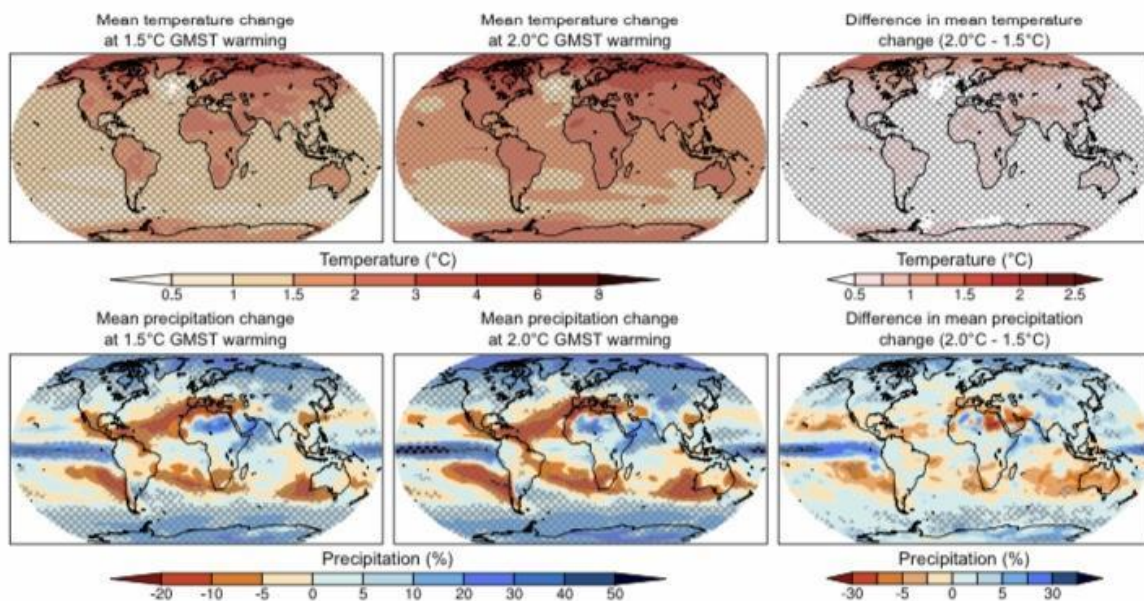 Mean temperature change
at 1.5°C GMST warming
Mean temperature change
at 2.0°C GMST warming
Difference in mean temperature
change (2.0°C - 1.5°C)
Temperature (°C)
0.5 1 1.5 2 3 4 6 8
Temperature (°C)
0.5 1 1.5 2 2.5
Mean precipitation change
at 1.5°C GMST warming
Mean precipitation change
at 2.0°C GMST warming
Difference in mean precipitation
change (2.0°C - 1.5°C)
Precipitation (%)
-20 -10 -5 0 5 10 20 30 40 50
Precipitation (%)
-30 -5 0 5 30